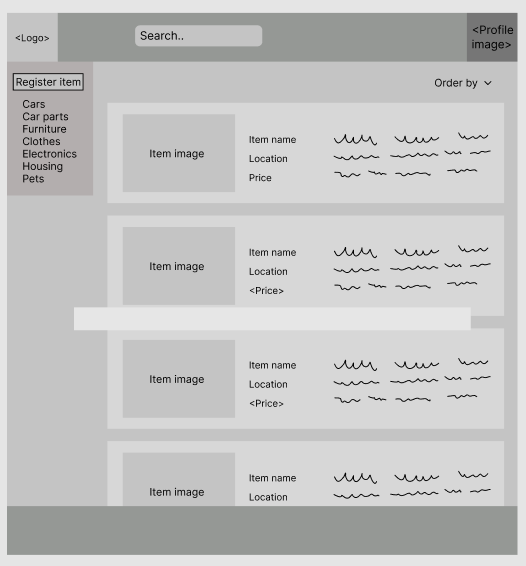 <Logo>
Search..
<Profile
image>
Register item
Cars
Car parts
Furniture
Clothes
Electronics
Housing
Pets
Order by
Item image
Item name
Location
Price
Item image
Item name
Location
<Price>
Item image
Item name
Location
<Price>
Item image
Item name
Location